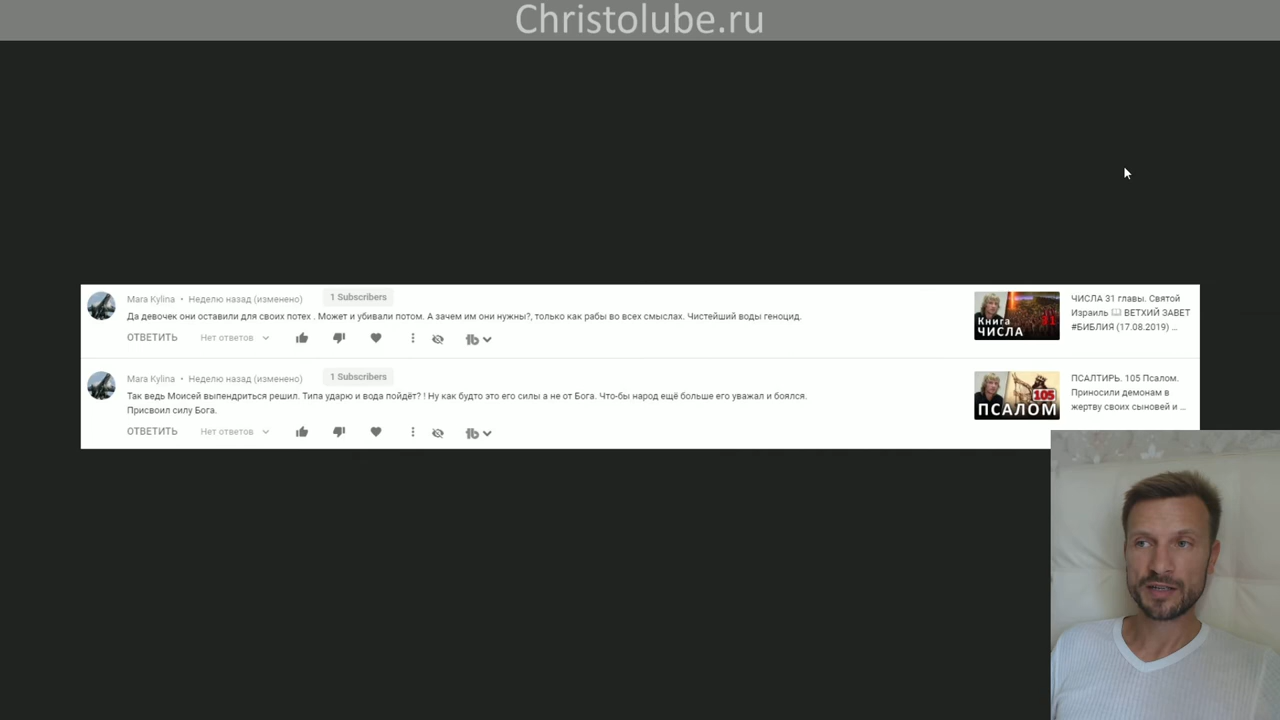 Christolube.ru
Mara Kylina • Неделю назад (изменено) 1 Subscribers
Да девочек они оставили для своих потех . Может и убивали потом. А зачем им они нужны?, только как рабы во всех смыслах. Чистейший воды геноцид.
ОТВЕТИТЬ Нет ответов
Книга 31
ЧИСЛА
ЧИСЛА 31 главы. Святой
Израиль 📖 ВЕТХИЙ ЗАВЕТ
#БИБЛИЯ (17.08.2019) ...
Mara Kylina • Неделю назад (изменено) 1 Subscribers
Так ведь Моисей выпендриться решил. Типа ударю и вода пойдёт? ! Ну как будто это его силы а не от Бога. Что-бы народ ещё больше его уважал и боялся.
Присвоил силу Бога.
ОТВЕТИТЬ Нет ответов
105
ПСАЛОМ
ПСАЛТИРЬ. 105 Псалом.
Приносили демонам в
жертву своих сыновей и ...